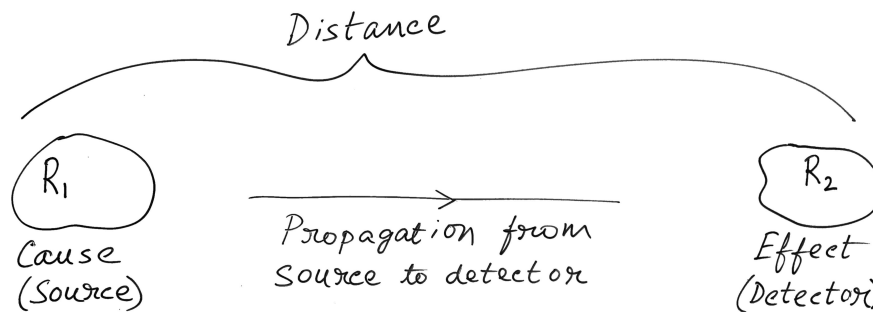 Distance
R₁
R₂
Cause
(Source)
Propagation from
source to detector
Effect
(Detector)